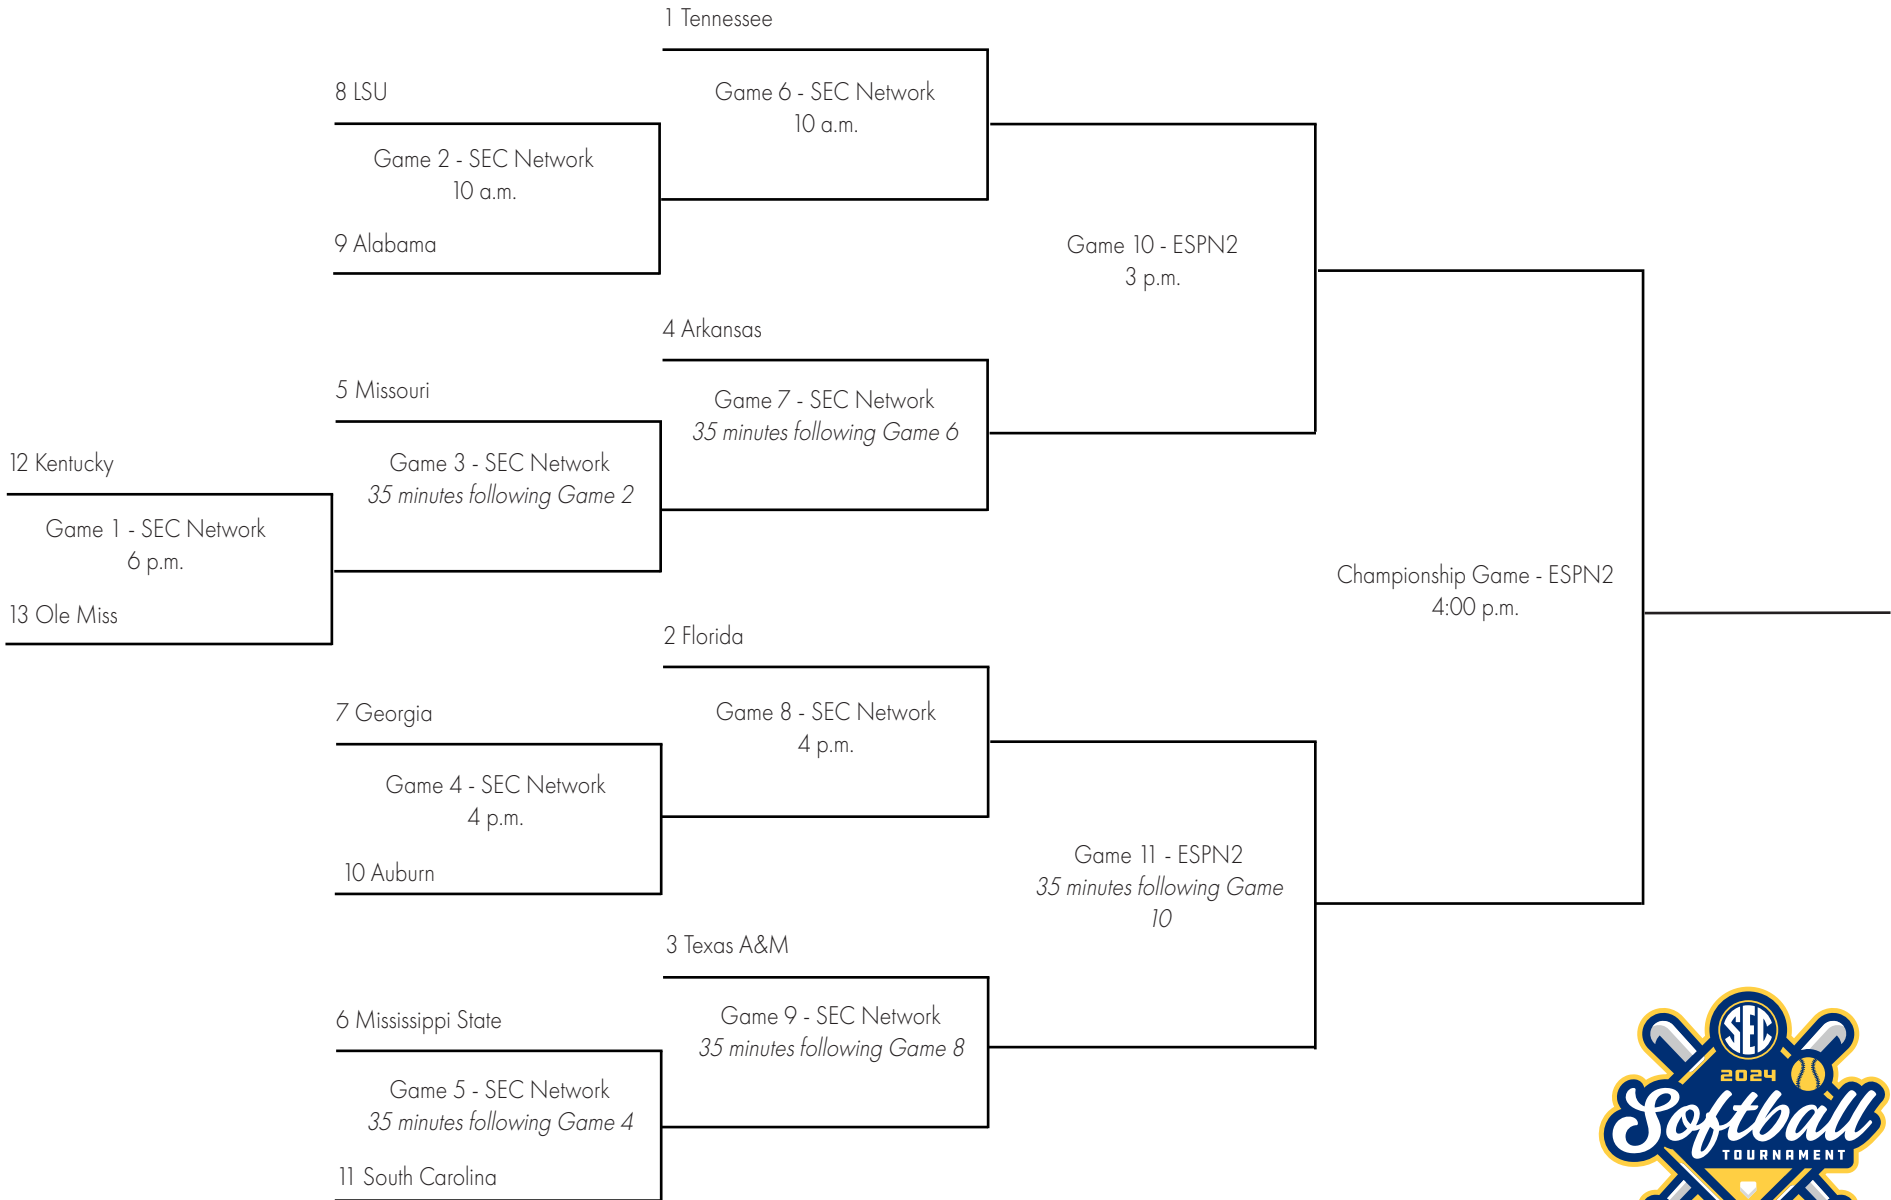 1 Tennessee
Game 6 - SEC Network
10 a.m.
8 LSU
Game 2 - SEC Network
10 a.m.
9 Alabama
Game 10 - ESPN2
3 p.m.
4 Arkansas
Game 7 - SEC Network
35 minutes following Game 6
5 Missouri
Game 3 - SEC Network
35 minutes following Game 2
12 Kentucky
Game 1 - SEC Network
6 p.m.
13 Ole Miss
Championship Game - ESPN2
4:00 p.m.
2 Florida
Game 8 - SEC Network
4 p.m.
7 Georgia
Game 4 - SEC Network
4 p.m.
10 Auburn
Game 11 - ESPN2
35 minutes following Game
10
3 Texas A&M
Game 9 - SEC Network
35 minutes following Game 8
6 Mississippi State
Game 5 - SEC Network
35 minutes following Game 4
11 South Carolina
SEC
2024
Softball
TOURNAMENT